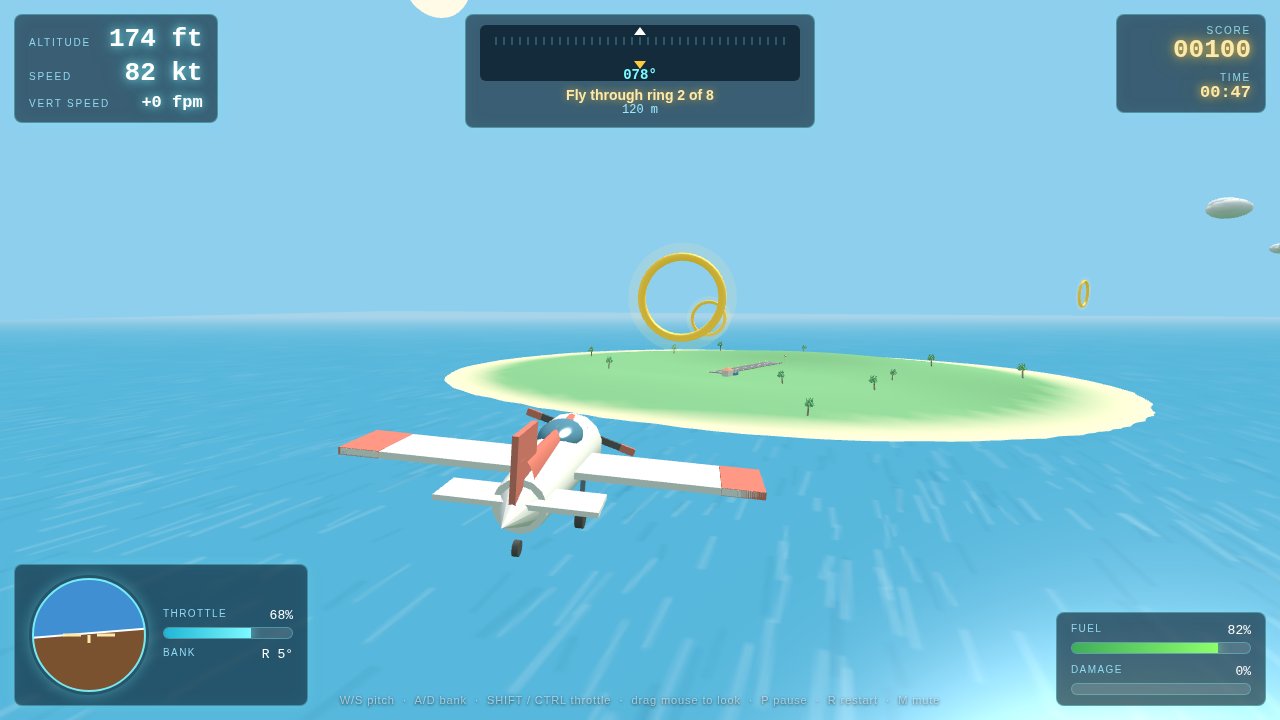 ALTITUDE 174 ft
SPEED 82 kt
VERT SPEED +0 fpm
078°
Fly through ring 2 of 8
120 m
SCORE
00100
TIME
00:47
THROTTLE 68%
BANK R 5°
W/S pitch · A/D bank · SHIFT / CTRL throttle · drag mouse to look · P pause · R restart · M mute
FUEL 82%
DAMAGE 0%